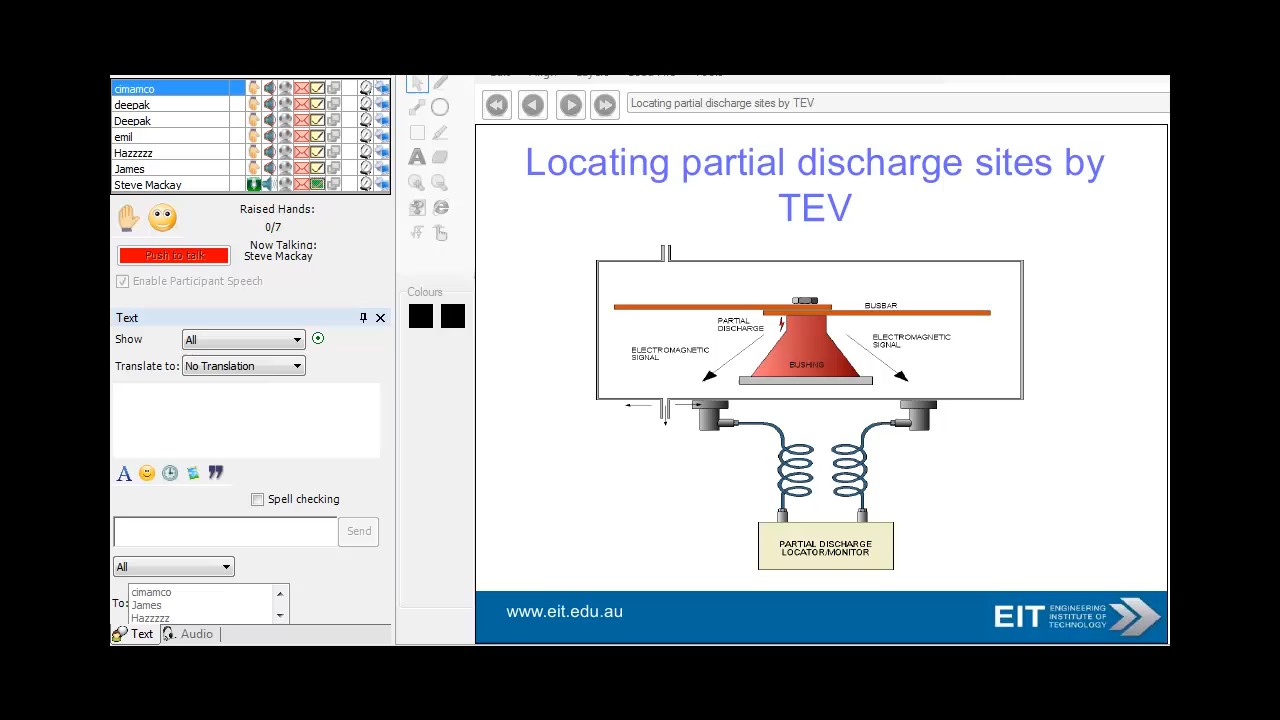 cimamco
deepak
Deepak
emil
Hazzzzz
James
Steve Mackay
Raised Hands:
0/7
Now Talking:
Steve Mackay
Push to talk
Enable Participant Speech
Text
Show
All
Translate to:
No Translation
Spell checking
Send
All
To:
cimamco
James
Hazzzzz
Text
Audio
Colours
Locating partial discharge sites by TEV
Locating partial discharge sites by
TEV
BUSBAR
PARTIAL
DISCHARGE
ELECTROMAGNETIC
SIGNAL
ELECTROMAGNETIC
SIGNAL
BUSHING
PARTIAL DISCHARGE
LOCATOR/MONITOR
www.eit.edu.au
EIT
ENGINEERING
INSTITUTE OF
TECHNOLOGY